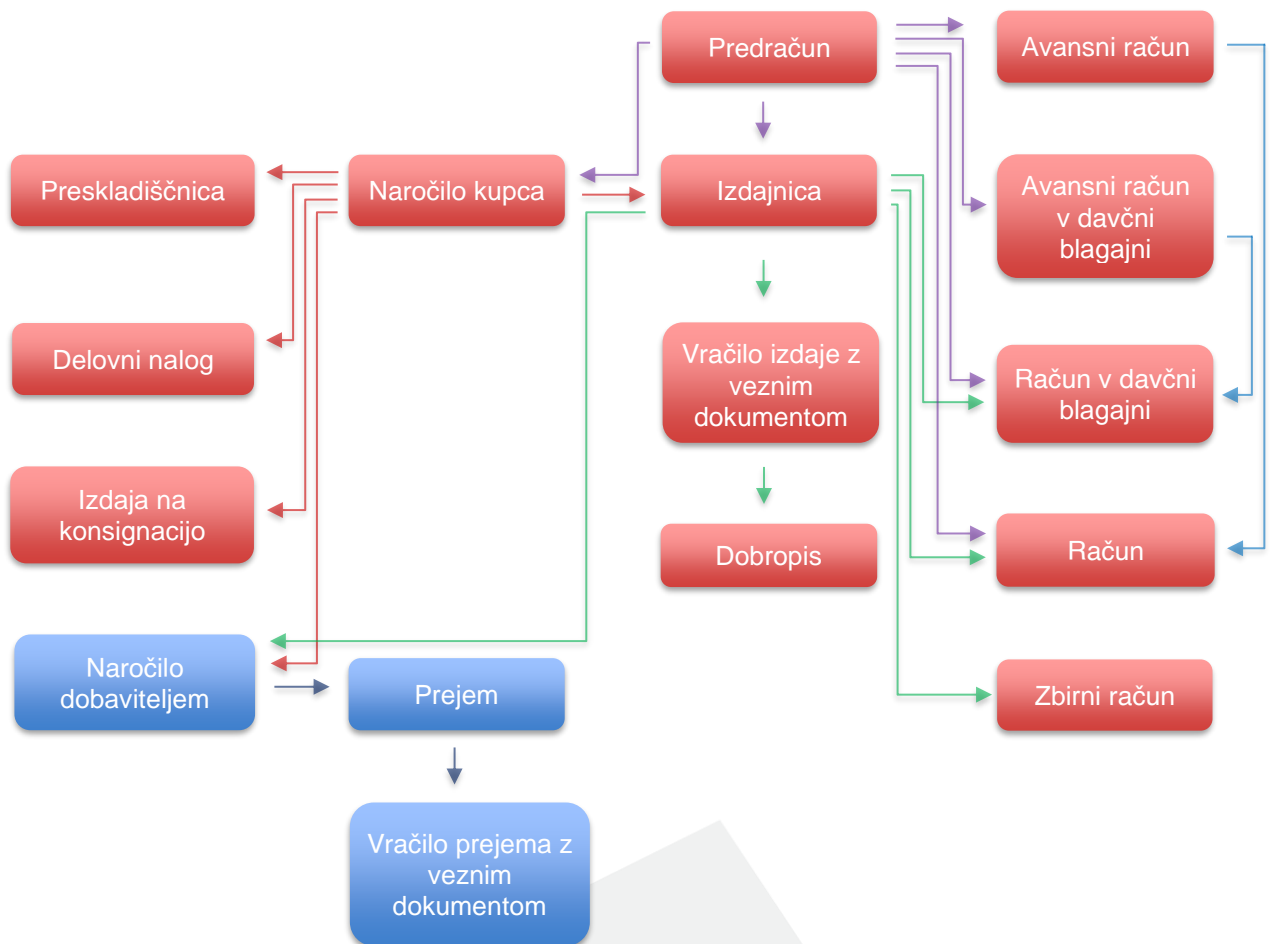 Predračun
Avansni račun
Preskladiščnica
Naročilo kupca
Izdajnica
Avansni račun
v davčni
blagajni
Delovni nalog
Vračilo izdaje z
veznim
dokumentom
Račun v davčni
blagajni
Izdaja na
konsignacijo
Dobropis
Račun
Naročilo
dobaviteljem
Prejem
Zbirni račun
Vračilo prejema z
veznim
dokumentom